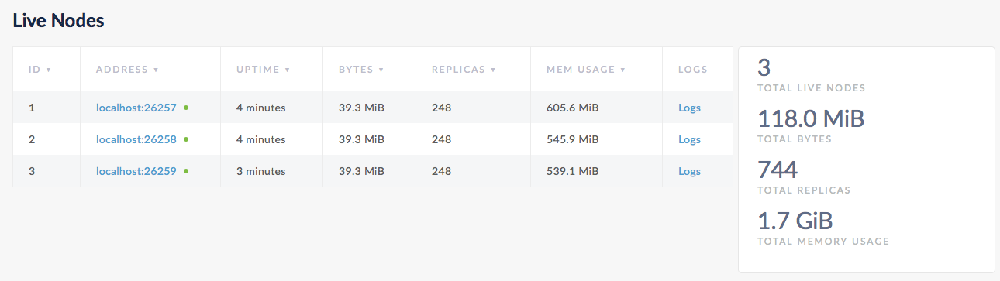 Live Nodes
ID ▼ ADDRESS ▼ UPTIME ▼ BYTES ▼ REPLICAS ▼ MEM USAGE ▼ LOGS
1 localhost:26257 4 minutes 39.3 MiB 248 605.6 MiB Logs
2 localhost:26258 4 minutes 39.3 MiB 248 545.9 MiB Logs
3 localhost:26259 3 minutes 39.3 MiB 248 539.1 MiB Logs
3
TOTAL LIVE NODES
118.0 MiB
TOTAL BYTES
744
TOTAL REPLICAS
1.7 GiB
TOTAL MEMORY USAGE